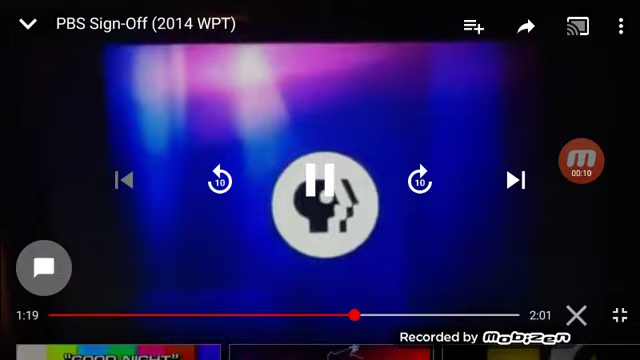 PBS Sign-Off (2014 WPT)
10
10
00:10
1:19
2:01
Recorded by MOBIZEN
"GOOD NIGHT"